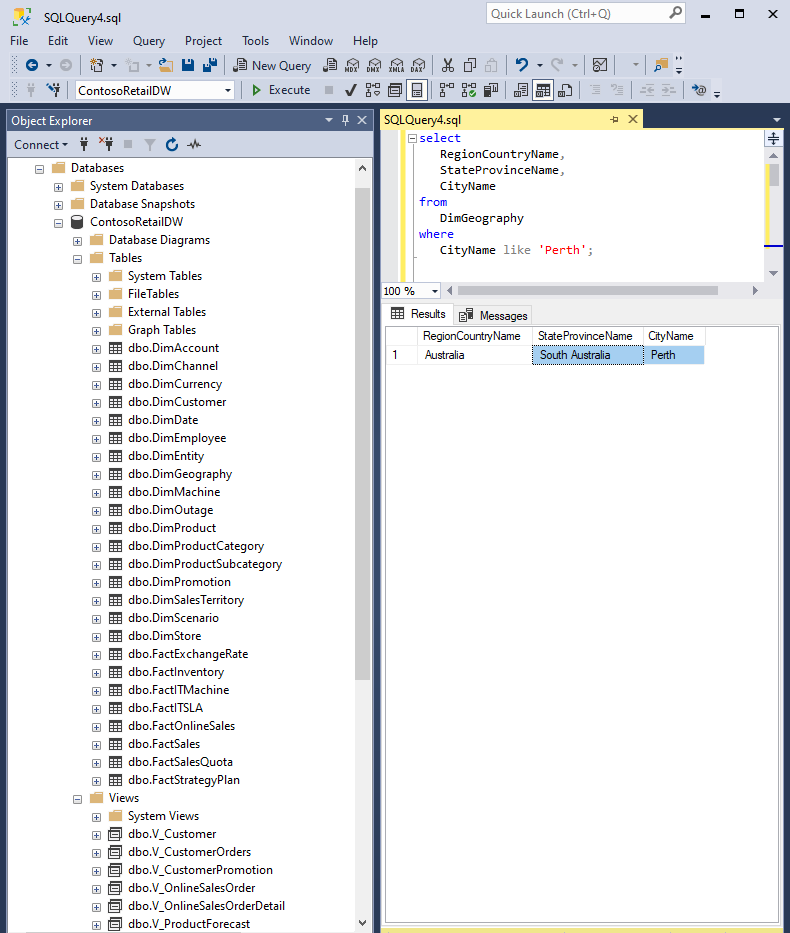 SQLQuery4.sql
Quick Launch (Ctrl+Q)
File Edit View Query Project Tools Window Help
New Query MDX DMX XMLA DAX
ContosoRetailDW Execute
Object Explorer
Connect
Databases
System Databases
Database Snapshots
ContosoRetailDW
Database Diagrams
Tables
System Tables
FileTables
External Tables
Graph Tables
dbo.DimAccount
dbo.DimChannel
dbo.DimCurrency
dbo.DimCustomer
dbo.DimDate
dbo.DimEmployee
dbo.DimEntity
dbo.DimGeography
dbo.DimMachine
dbo.DimOutage
dbo.DimProduct
dbo.DimProductCategory
dbo.DimProductSubcategory
dbo.DimPromotion
dbo.DimSalesTerritory
dbo.DimScenario
dbo.DimStore
dbo.FactExchangeRate
dbo.FactInventory
dbo.FactITMachine
dbo.FactITSLA
dbo.FactOnlineSales
dbo.FactSales
dbo.FactSalesQuota
dbo.FactStrategyPlan
Views
System Views
dbo.V_Customer
dbo.V_CustomerOrders
dbo.V_CustomerPromotion
dbo.V_OnlineSalesOrder
dbo.V_OnlineSalesOrderDetail
dbo.V_ProductForecast
SQLQuery4.sql
select
RegionCountryName,
StateProvinceName,
CityName
from
DimGeography
where
CityName like 'Perth';
100 %
Results Messages
RegionCountryName StateProvinceName CityName
1 Australia South Australia Perth